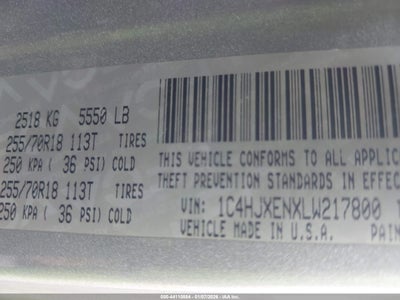 2518 KG 5550 LB
255/70R18 113T TIRES
250 KPA ( 36 PSI) COLD
255/70R18 113T TIRES
250 KPA ( 36 PSI) COLD
THIS VEHICLE CONFORMS TO ALL APPLIC
THEFT PREVENTION STANDARDS IN EFFEC
VIN: 1C4HJXENXLW217800
VEHICLE MADE IN U.S.A. PAIN